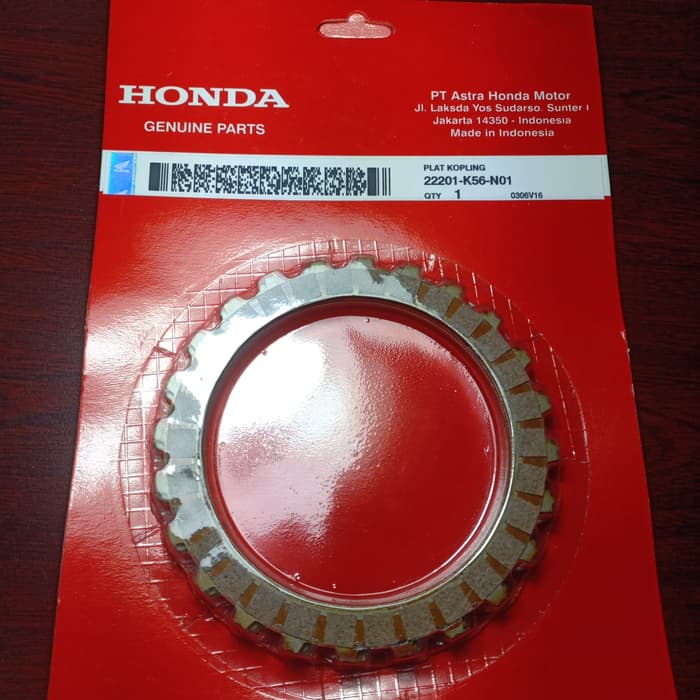 HONDA
GENUINE PARTS
PT Astra Honda Motor
Jl. Laksda Yos Sudarso. Sunter I
Jakarta 14350 - Indonesia
Made in Indonesia
PLAT KOPLING
22201-K56-N01
QTY 1 0306V16